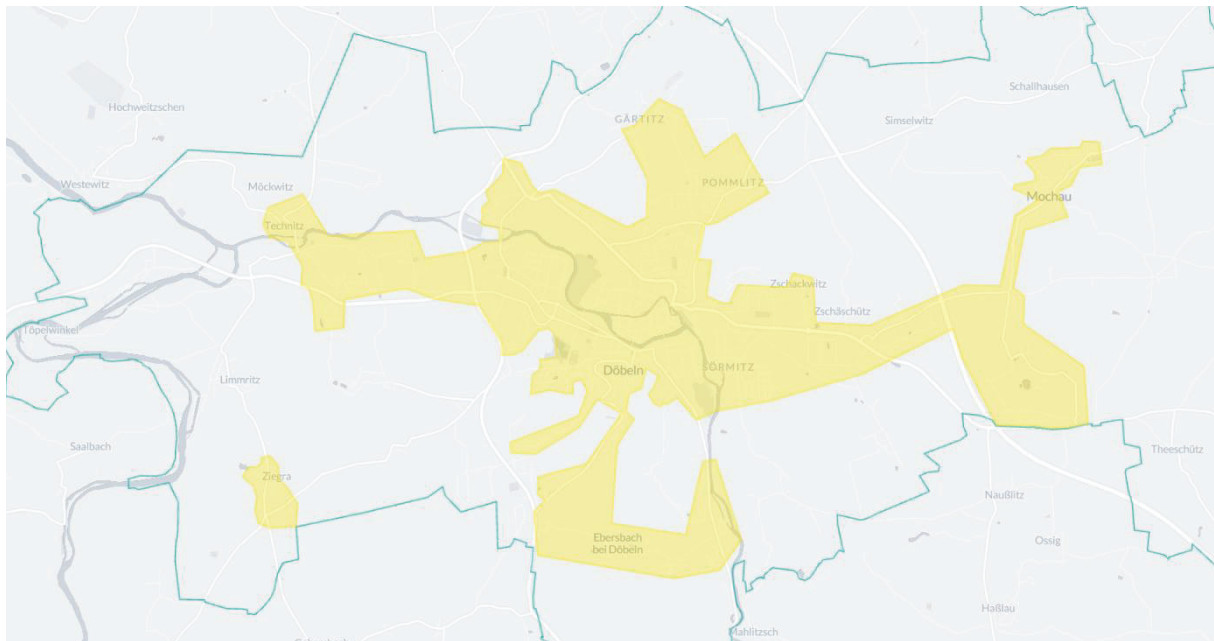 Schallhausen
Hochweitzschen
GÄRTITZ
Simselwitz
Westewitz
Möckwitz
POMMLITZ
Mochau
Technitz
Zschackwitz
Zschäschütz
Töpelwinkel
Döbeln
SÖRMITZ
Limmritz
Saalbach
Theeschütz
Ziegra
Naußlitz
Ebersbach
bei Döbeln
Ossig
Haßlau
Mahlitzsch